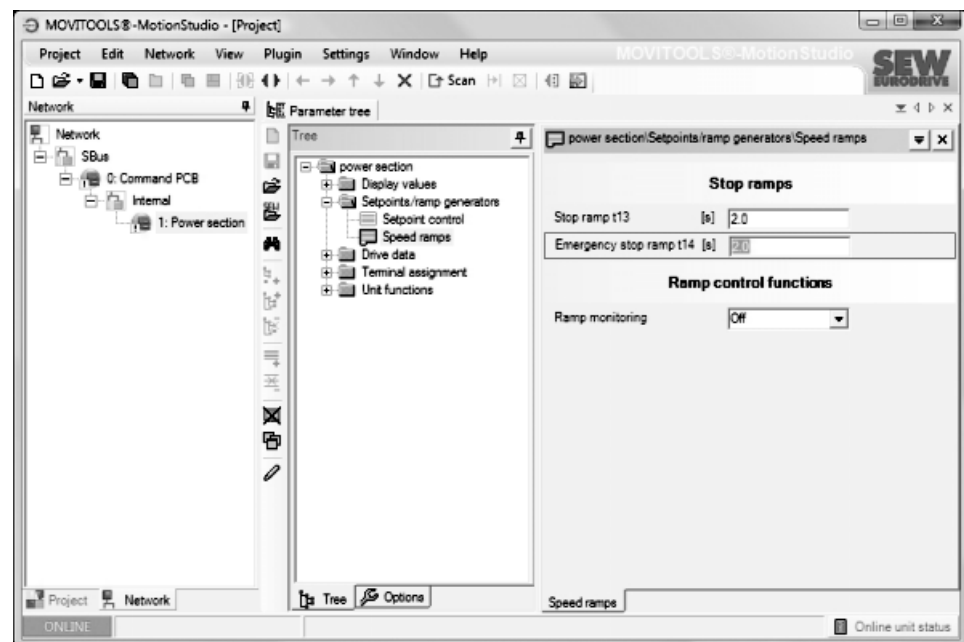 MOVITOOLS®-MotionStudio - [Project]
Project Edit Network View Plugin Settings Window Help
MOVITOOLS®-MotionStudio
SEW
EURODRIVE
Scan
Network
Parameter tree
Network
SBus
0: Command PCB
Internal
1: Power section
Tree
power section
Display values
Setpoints/ramp generators
Setpoint control
Speed ramps
Drive data
Terminal assignment
Unit functions
power section\Setpoints/ramp generators\Speed ramps
Stop ramps
Stop ramp t13 [s] 2.0
Emergency stop ramp t14 [s] 2.0
Ramp control functions
Ramp monitoring Off
Project Network
Tree Options
Speed ramps
ONLINE
Online unit status